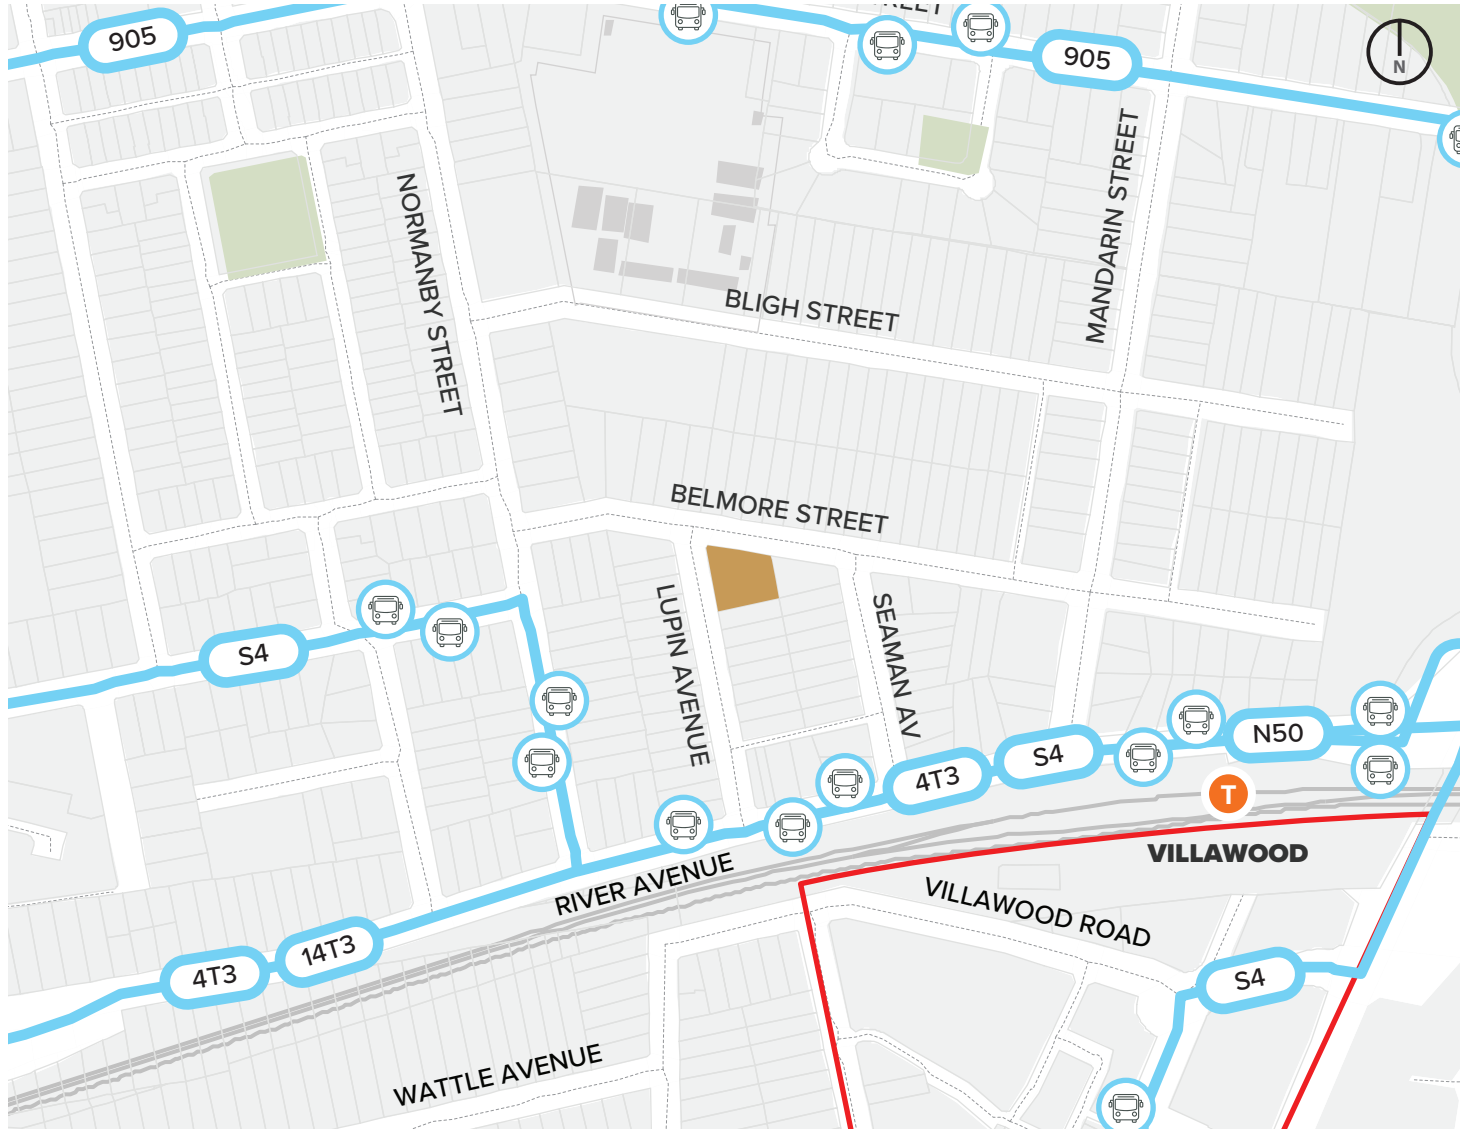 905
905
N
MANDARIN STREET
NORMANBY STREET
BLIGH STREET
BELMORE STREET
LUPIN AVENUE
SEAMAN AV
S4
N50
S4
4T3
T
VILLAWOOD
RIVER AVENUE
VILLAWOOD ROAD
14T3
4T3
S4
WATTLE AVENUE